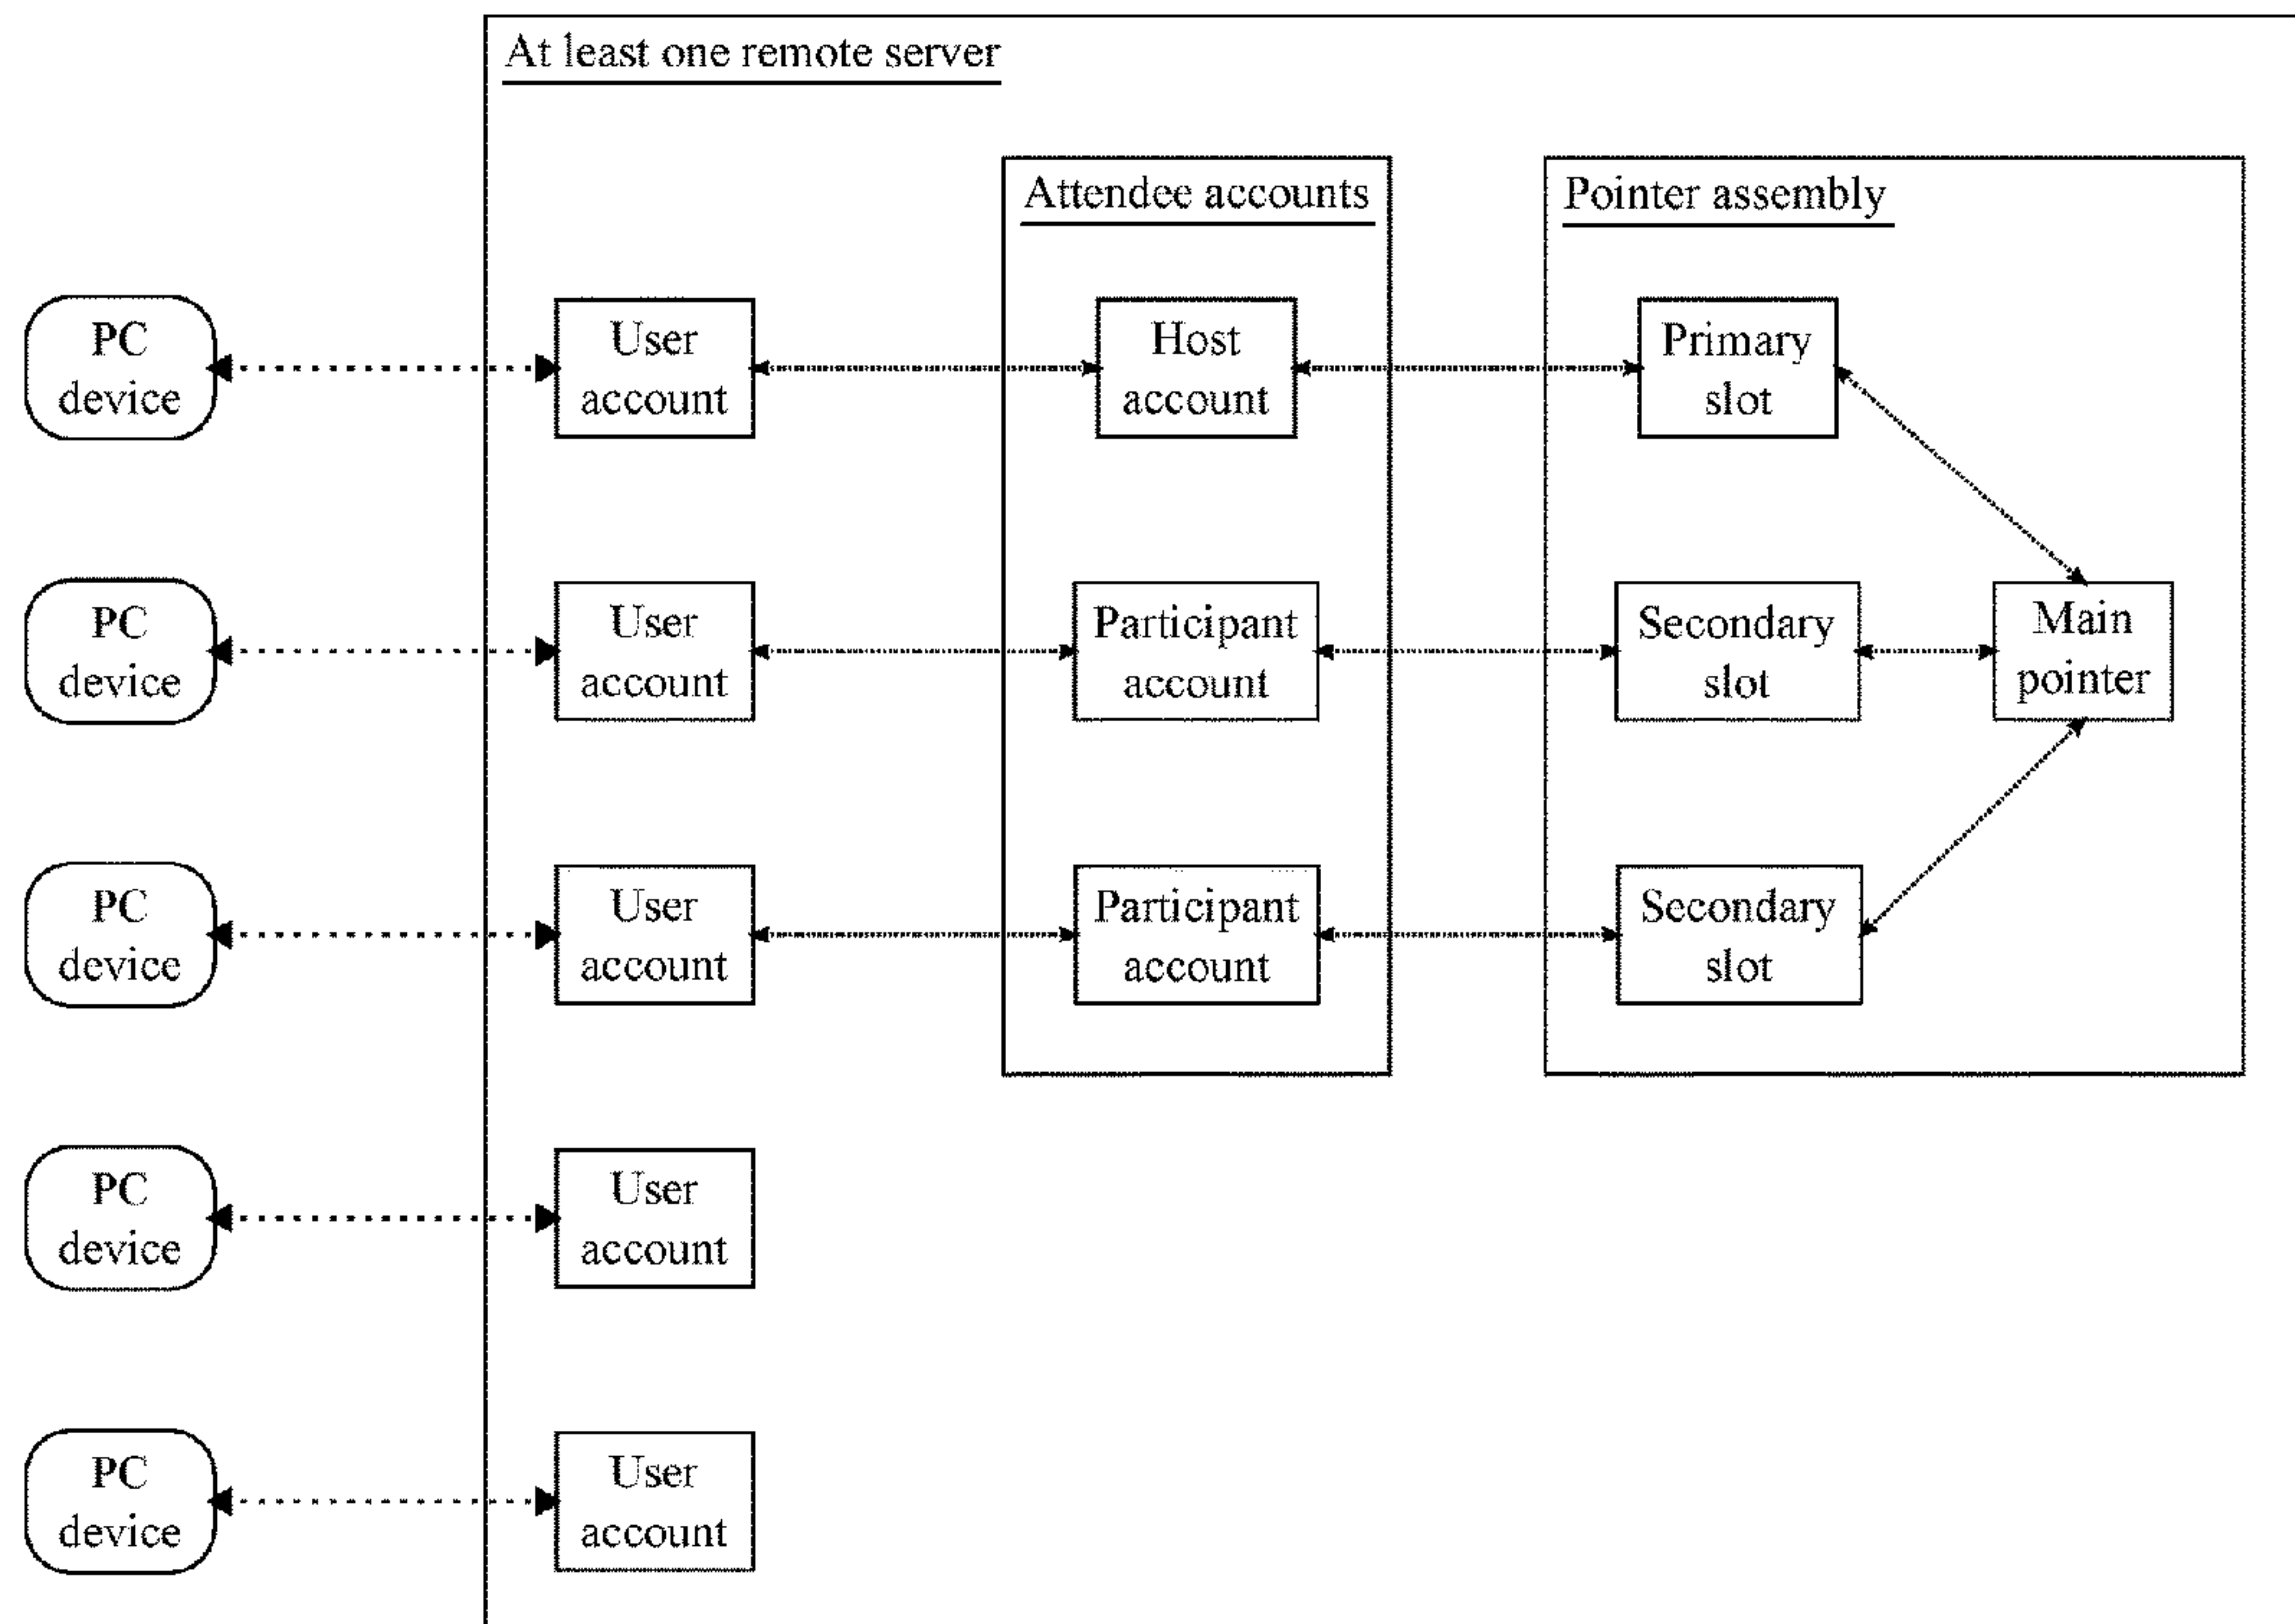 At least one remote server
Attendee accounts
Pointer assembly
PC
device
User
account
Host
account
Primary
slot
PC
device
User
account
Participant
account
Secondary
slot
Main
pointer
PC
device
User
account
Participant
account
Secondary
slot
PC
device
User
account
PC
device
User
account